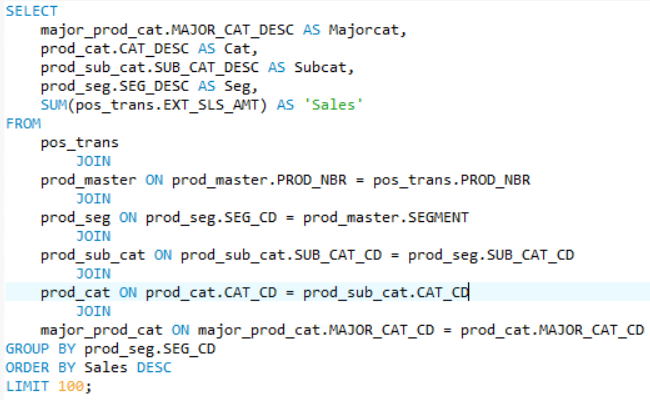 SELECT
major_prod_cat.MAJOR_CAT_DESC AS Majorcat,
prod_cat.CAT_DESC AS Cat,
prod_sub_cat.SUB_CAT_DESC AS Subcat,
prod_seg.SEG_DESC AS Seg,
SUM(pos_trans.EXT_SLS_AMT) AS 'Sales'
FROM
pos_trans
JOIN
prod_master ON prod_master.PROD_NBR = pos_trans.PROD_NBR
JOIN
prod_seg ON prod_seg.SEG_CD = prod_master.SEGMENT
JOIN
prod_sub_cat ON prod_sub_cat.SUB_CAT_CD = prod_seg.SUB_CAT_CD
JOIN
prod_cat ON prod_cat.CAT_CD = prod_sub_cat.CAT_CD
JOIN
major_prod_cat ON major_prod_cat.MAJOR_CAT_CD = prod_cat.MAJOR_CAT_CD
GROUP BY prod_seg.SEG_CD
ORDER BY Sales DESC
LIMIT 100;